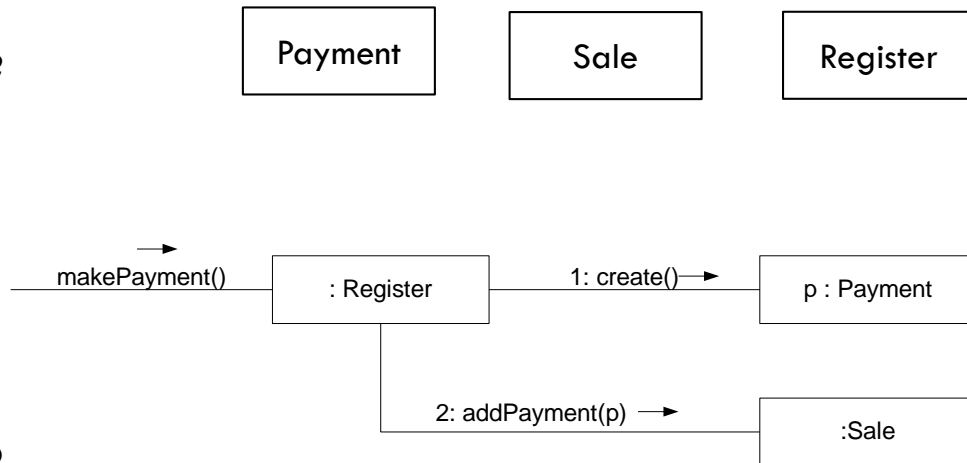 Payment
Sale
Register
makePayment()
: Register
1: create()
p : Payment
2: addPayment(p)
:Sale